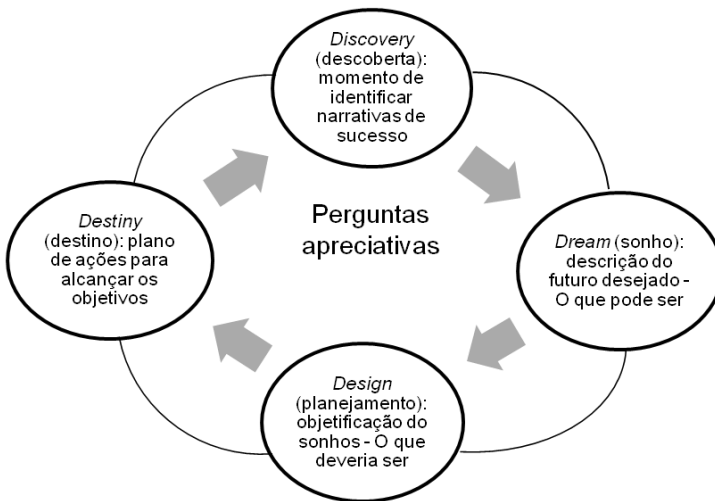 Discovery
(descoberta):
momento de
identificar
narrativas de
sucesso
Perguntas
apreciativas
Dream (sonho):
descrição do
futuro desejado -
O que pode ser
Design
(planejamento):
objetificação do
sonhos - O que
deveria ser
Destiny
(destino): plano
de ações para
alcançar os
objetivos